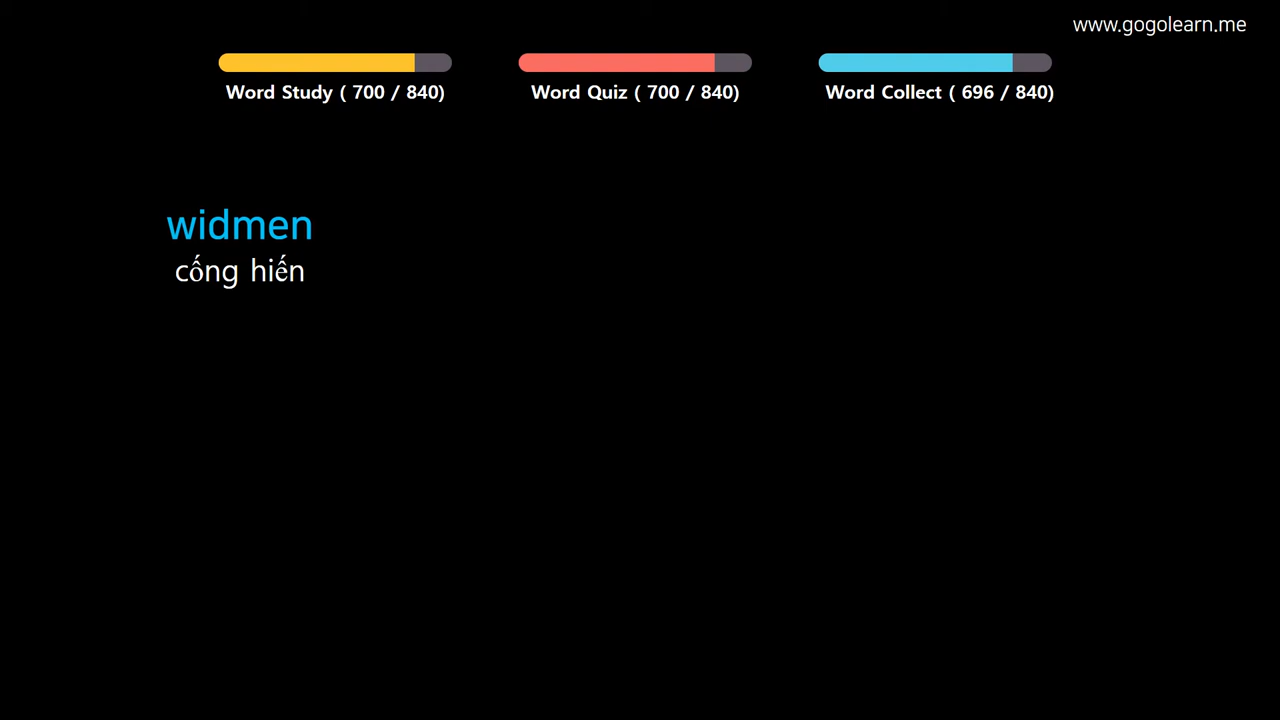 www.gogolearn.me
Word Study ( 700 / 840)
Word Quiz ( 700 / 840)
Word Collect ( 696 / 840)
widmen
cống hiến